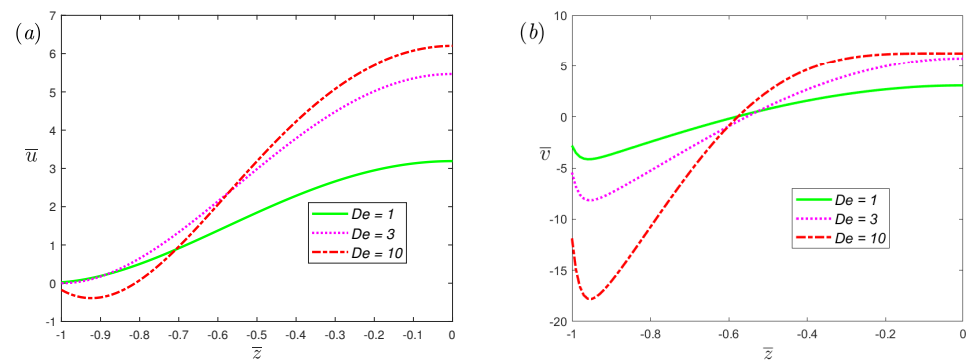 (a)
7
6
5
4
3
2
1
0
-1
u̅
De = 1
De = 3
De = 10
-1 -0.9 -0.8 -0.7 -0.6 -0.5 -0.4 -0.3 -0.2 -0.1 0
z̅
(b)
10
5
0
-5
-10
-15
-20
v̅
De = 1
De = 3
De = 10
-1 -0.8 -0.6 -0.4 -0.2 0
z̅